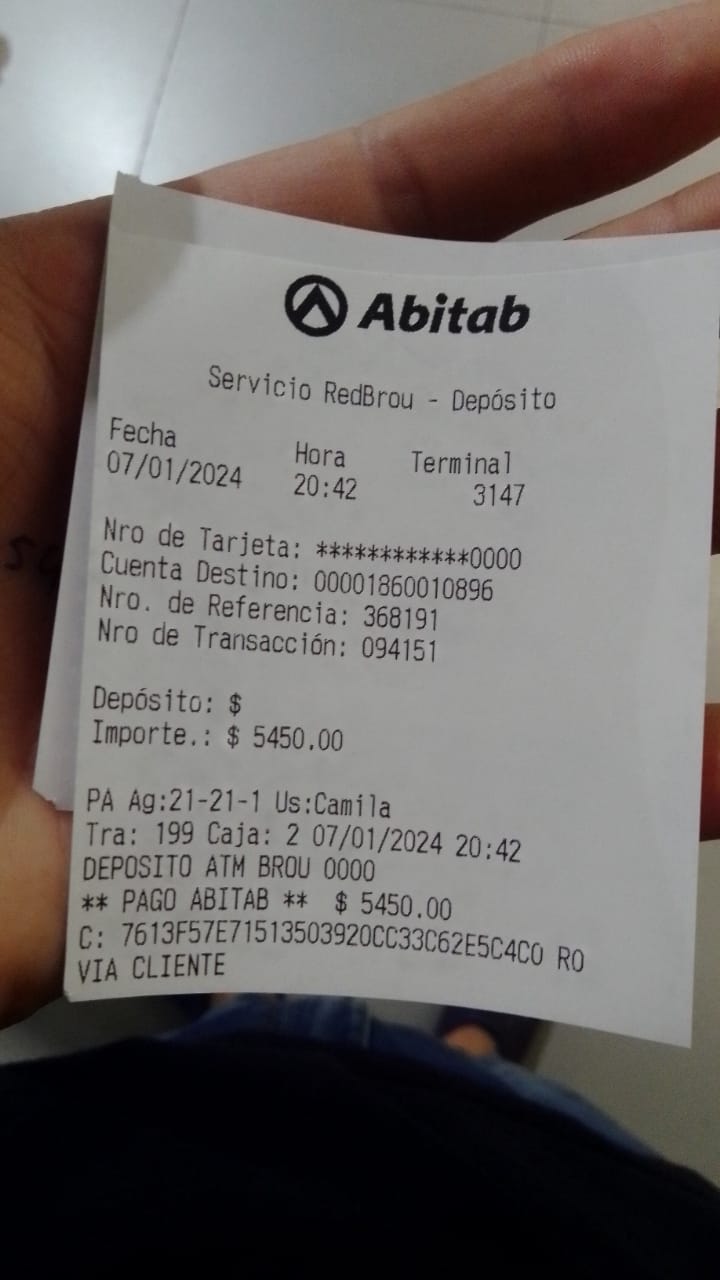 Abitab
Servicio RedBrou - Depósito
Fecha Hora Terminal
07/01/2024 20:42 3147
Nro de Tarjeta: ************0000
Cuenta Destino: 00001860010896
Nro. de Referencia: 368191
Nro de Transacción: 094151
Depósito: $
Importe.: $ 5450.00
PA Ag:21-21-1 Us:Camila
Tra: 199 Caja: 2 07/01/2024 20:42
DEPOSITO ATM BROU 0000
** PAGO ABITAB ** $ 5450.00
C: 7613F57E71513503920CC33C62E5C4C0 RO
VIA CLIENTE